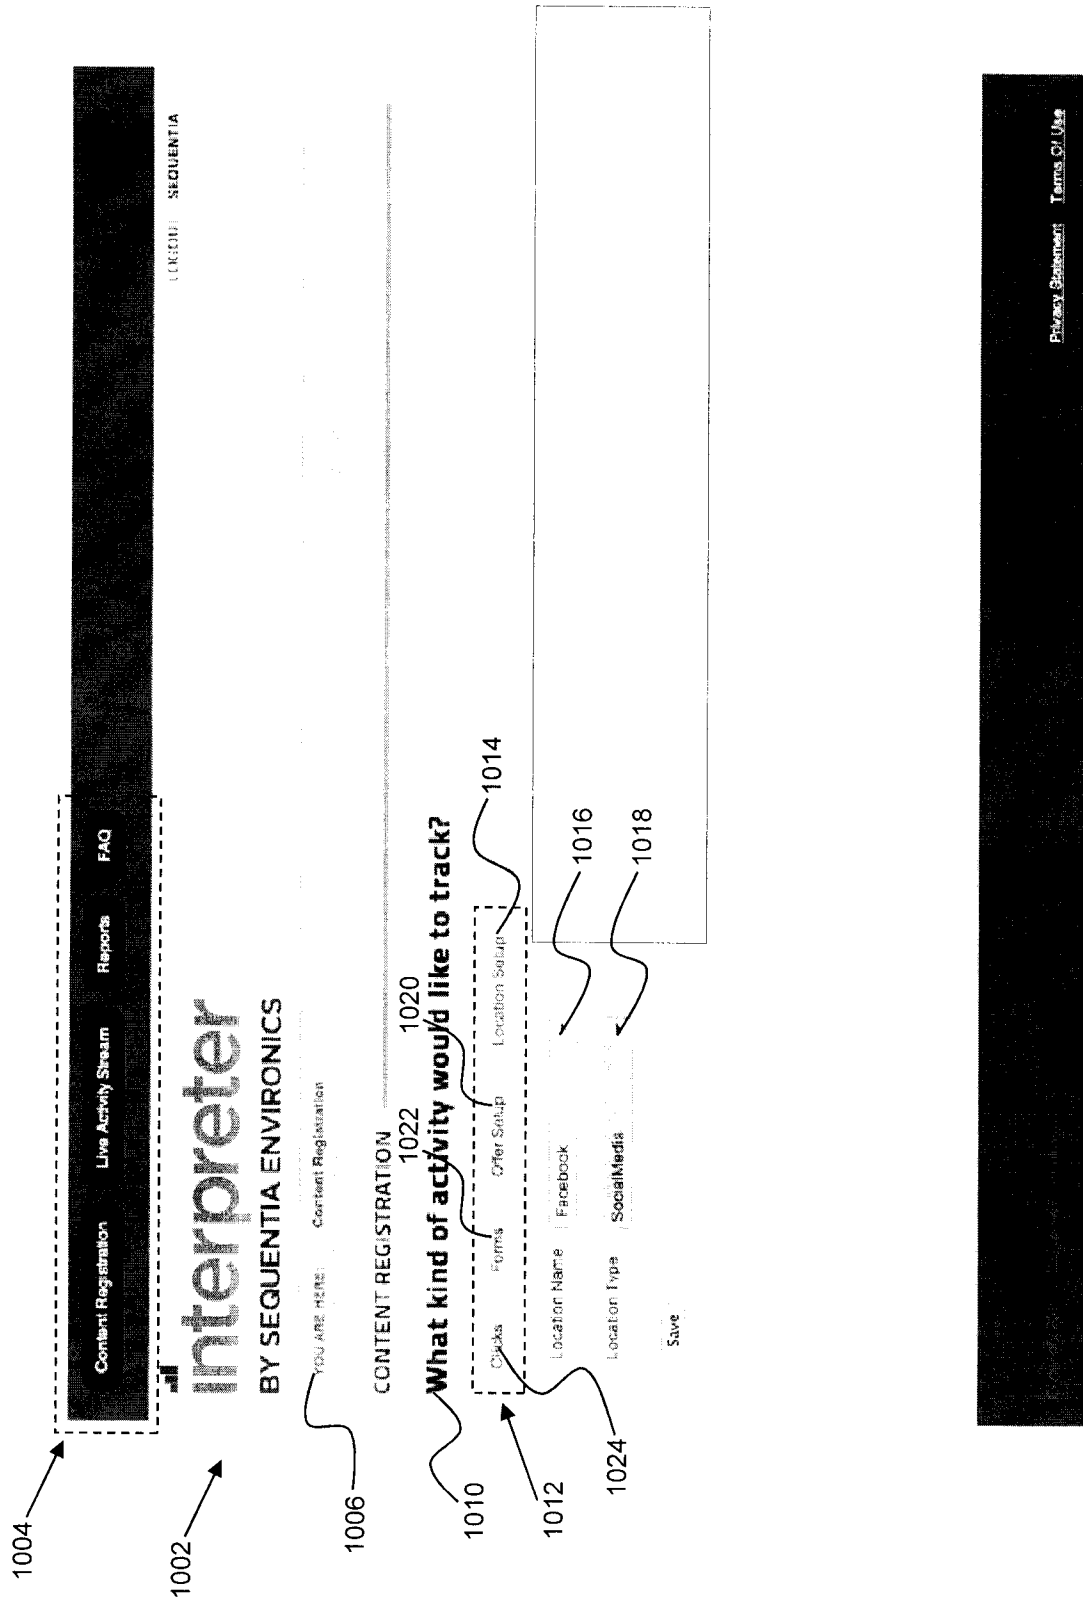 1004
Content Registration Live Activity Stream Reports FAQ
LOGOUT SEQUENTIA
1002
interpreter
BY SEQUENTIA ENVIRONICS
1006
YOU ARE HERE: Content Registration
CONTENT REGISTRATION
1022 1020
1010
What kind of activity would like to track?
1012
Clicks Forms Offer Setup Location Setup
1014
1024
Location Name Facebook
1016
Location Type SocialMedia
1018
Save
Privacy Statement Terms Of Use